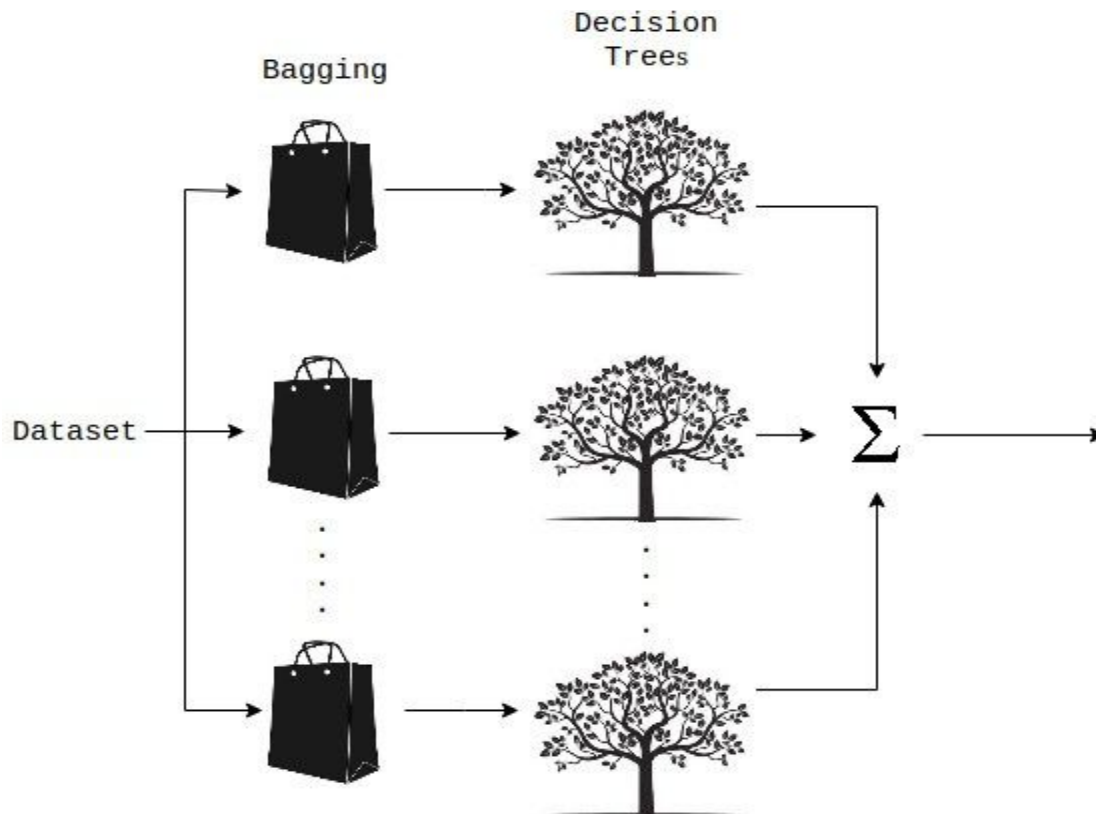 Decision
Trees
Bagging
Dataset
Σ